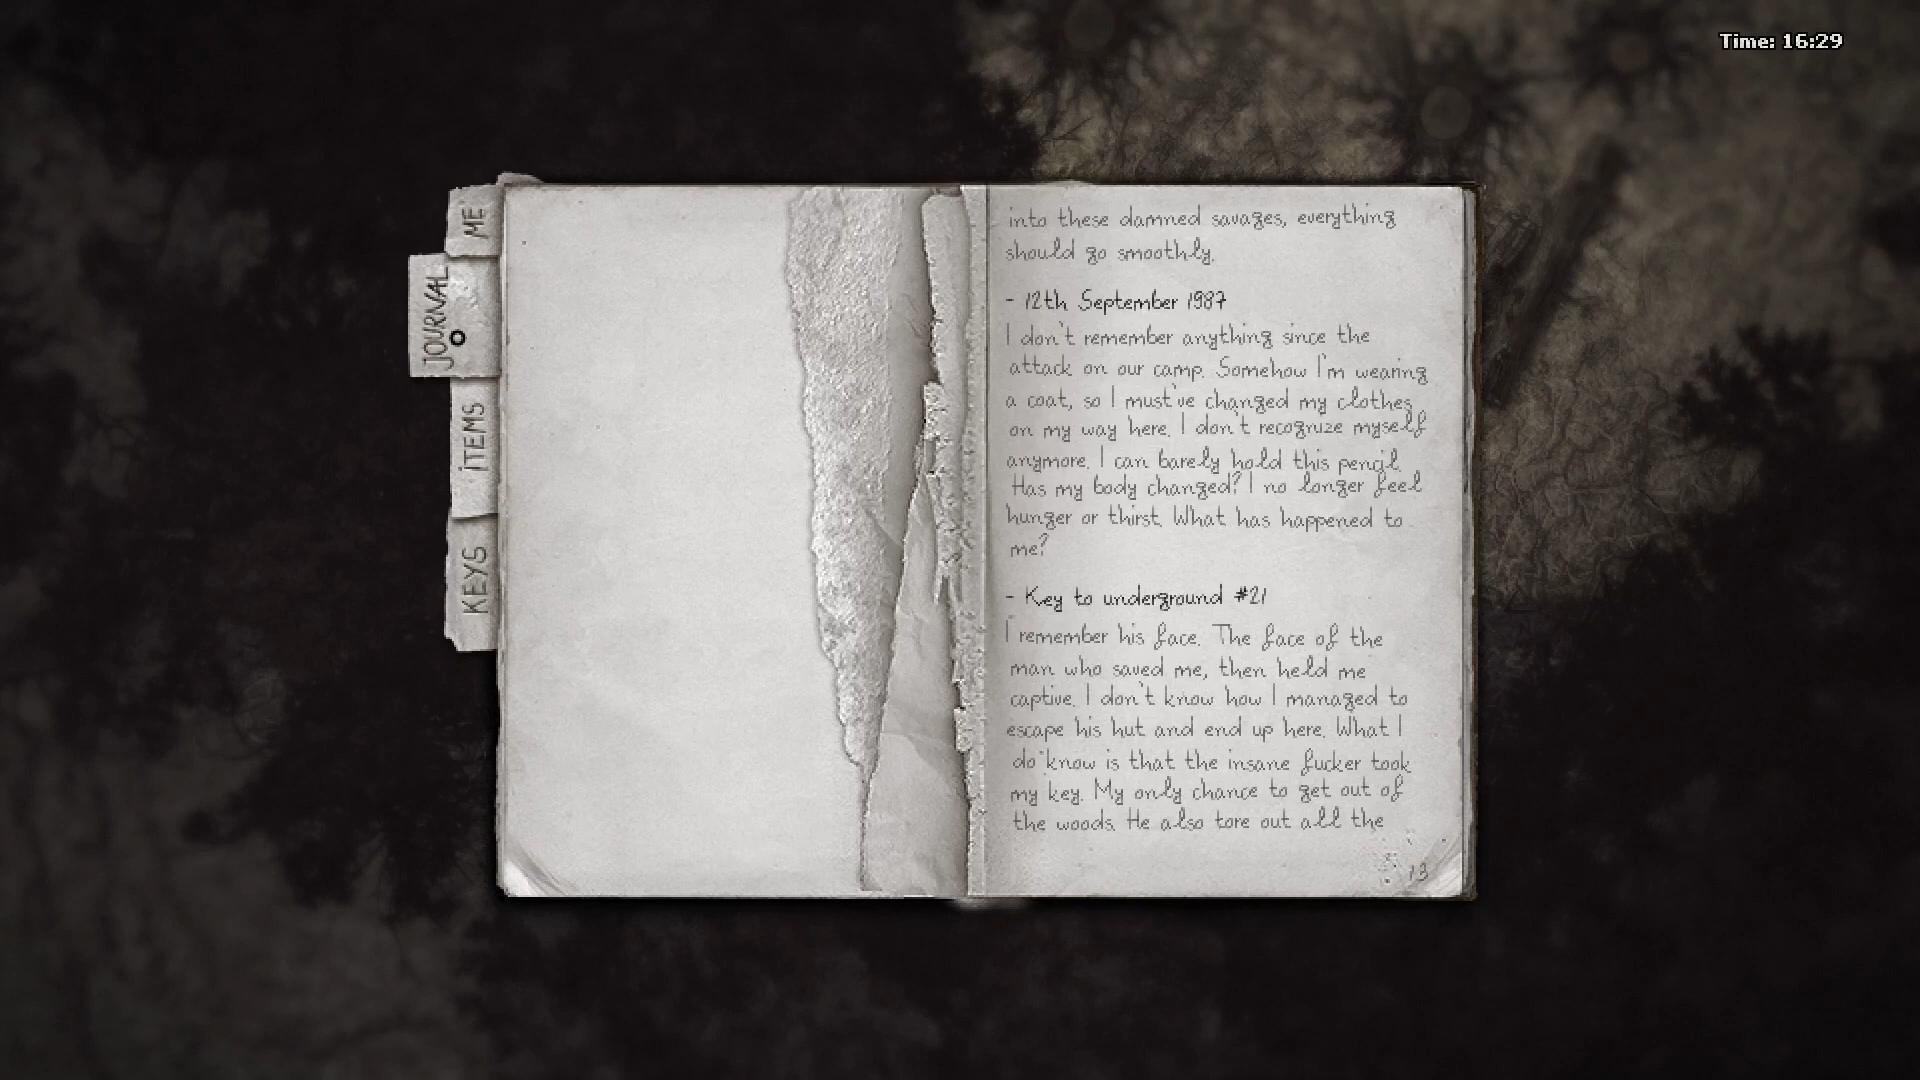 Time: 16:29
ME
JOURNAL
ITEMS
KEYS
into these damned savages, everything
should go smoothly.
- 12th September 1987
I don't remember anything since the
attack on our camp. Somehow I'm wearing
a coat, so I must've changed my clothes
on my way here. I don't recognize myself
anymore. I can barely hold this pencil.
Has my body changed? I no longer feel
hunger or thirst. What has happened to
me?
- Key to underground #21
I remember his face. The face of the
man who saved me, then held me
captive. I don't know how I managed to
escape his hut and end up here. What I
do know is that the insane fucker took
my key. My only chance to get out of
the woods. He also tore out all the
13